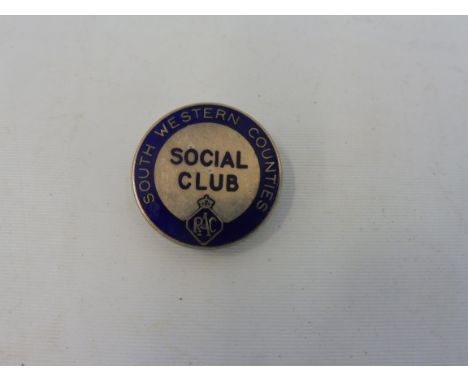 SOUTH WESTERN COUNTIES
SOCIAL
CLUB
RAC